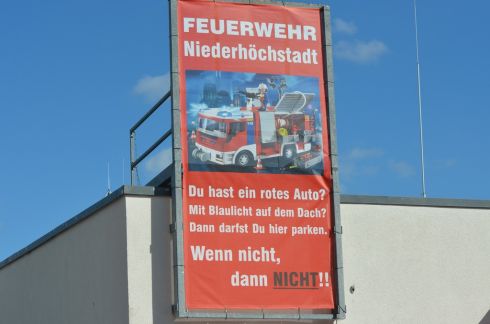 FEUERWEHR
Niederhöchstadt
Du hast ein rotes Auto?
Mit Blaulicht auf dem Dach?
Dann darfst Du hier parken.
Wenn nicht,
dann NICHT!!